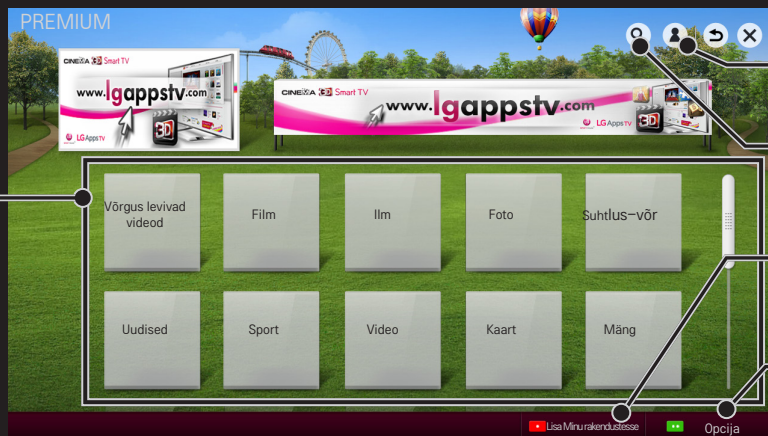 PREMIUM
CINEMA 3D Smart TV
www.lgappstv.com
3D
LG Apps TV
CINEMA 3D Smart TV
www.lgappstv.com
3D
LG Apps TV
Võrgus levivad
videod
Film
Ilm
Foto
Suhtlus-võr
Uudised
Sport
Video
Kaart
Mäng
Lisa Minu rakendustesse
Opcija